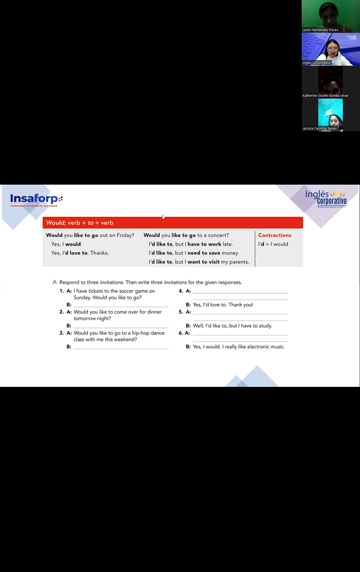 Inglés Corporativo
Katherine Giselle Bonilla
Insaforp
Inglés
Corporativo
Would; verb + to + verb
Would you like to go out on Friday?
Yes, I would.
Yes, I'd love to. Thanks.
Would you like to go to a concert?
I'd like to, but I have to work late.
I'd like to, but I need to save money.
I'd like to, but I want to visit my parents.
Contractions
I'd = I would
A Respond to three invitations. Then write three invitations for the given responses.
1. A: I have tickets to the soccer game on
Sunday. Would you like to go?
B:
2. A: Would you like to come over for dinner
tomorrow night?
B:
3. A: Would you like to go to a hip-hop dance
class with me this weekend?
B:
4. A:
B: Yes, I'd love to. Thank you!
5. A:
B: Well, I'd like to, but I have to study.
6. A:
B: Yes, I would. I really like electronic music.